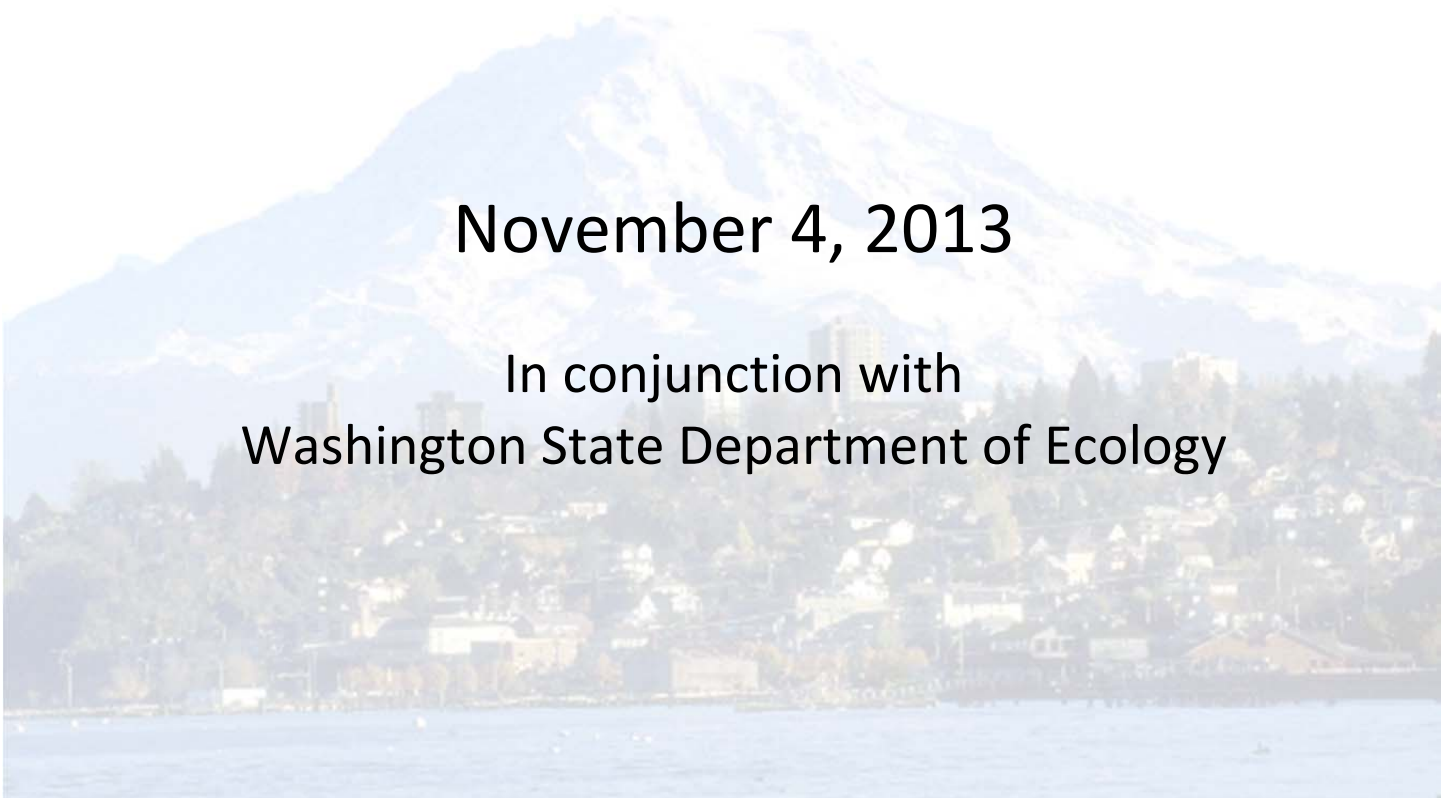 November 4, 2013
In conjunction with
Washington State Department of Ecology